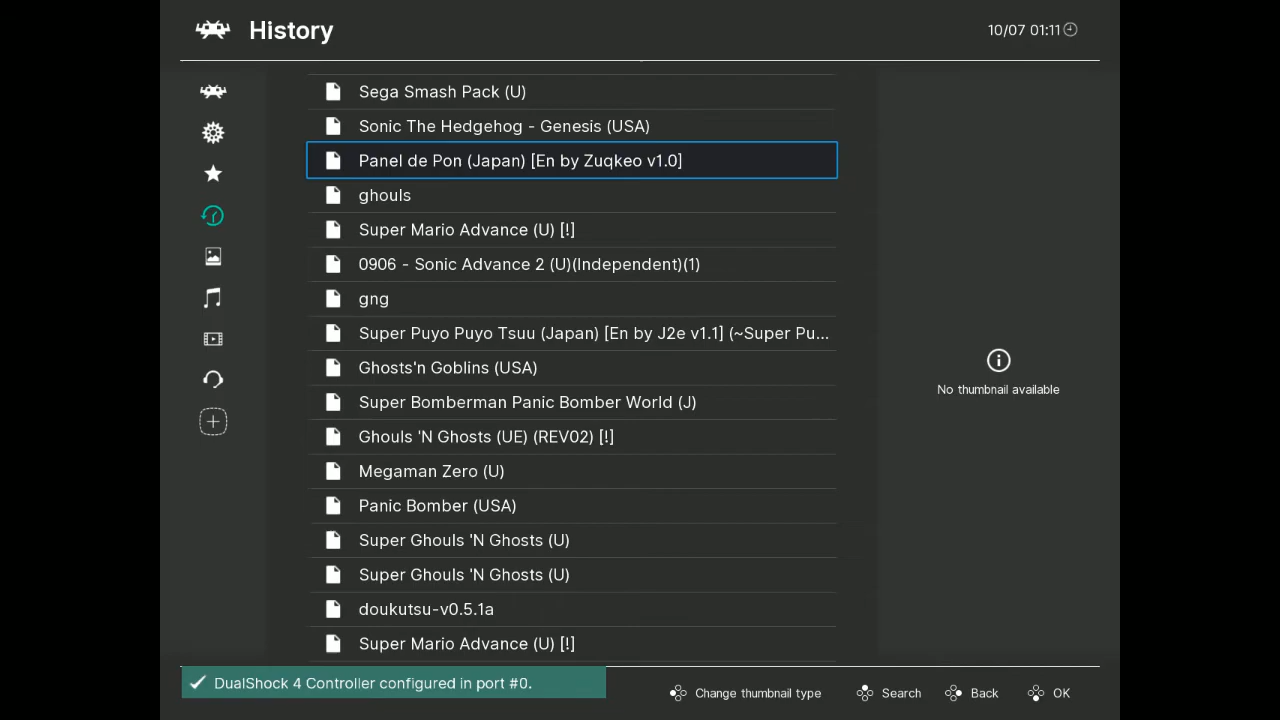 History
10/07 01:11
Sega Smash Pack (U)
Sonic The Hedgehog - Genesis (USA)
Panel de Pon (Japan) [En by Zuqkeo v1.0]
ghouls
Super Mario Advance (U) [!]
0906 - Sonic Advance 2 (U)(Independent)(1)
gng
Super Puyo Puyo Tsuu (Japan) [En by J2e v1.1] (~Super Pu...
Ghosts'n Goblins (USA)
Super Bomberman Panic Bomber World (J)
Ghouls 'N Ghosts (UE) (REV02) [!]
Megaman Zero (U)
Panic Bomber (USA)
Super Ghouls 'N Ghosts (U)
Super Ghouls 'N Ghosts (U)
doukutsu-v0.5.1a
Super Mario Advance (U) [!]
No thumbnail available
DualShock 4 Controller configured in port #0.
Change thumbnail type Search Back OK